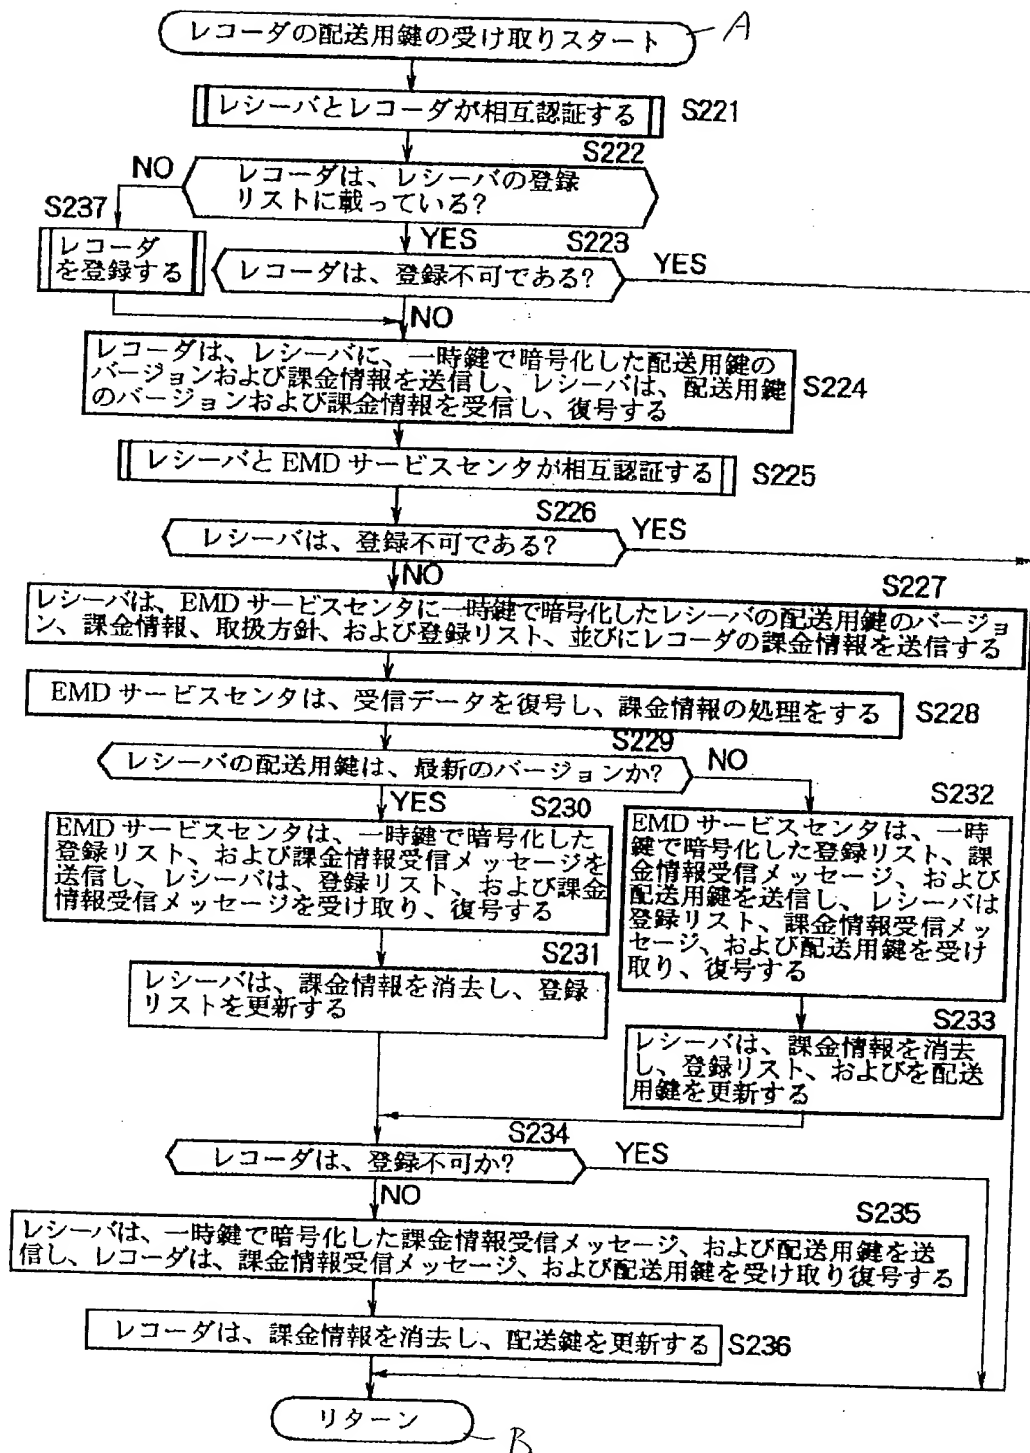 レコーダの配送用鍵の受け取りスタート
A
レシーバとレコーダが相互認証する
S221
S222
NO
レコーダは、レシーバの登録
リストに載っている?
S237
YES
S223
レコーダ
を登録する
レコーダは、登録不可である?
YES
NO
レコーダは、レシーバに、一時鍵で暗号化した配送用鍵の
バージョンおよび課金情報を送信し、レシーバは、配送用鍵
のバージョンおよび課金情報を受信し、復号する
S224
レシーバと EMD サービスセンタが相互認証する
S225
S226
レシーバは、登録不可である?
YES
NO
S227
レシーバは、EMD サービスセンタに一時鍵で暗号化したレシーバの配送用鍵のバージョ
ン、課金情報、取扱方針、および登録リスト、並びにレコーダの課金情報を送信する
EMD サービスセンタは、受信データを復号し、課金情報の処理をする
S228
S229
レシーバの配送用鍵は、最新のバージョンか?
NO
YES
S230
S232
EMD サービスセンタは、一時鍵で暗号化した
登録リスト、および課金情報受信メッセージを
送信し、レシーバは、登録リスト、および課金
情報受信メッセージを受け取り、復号する
EMD サービスセンタは、一時
鍵で暗号化した登録リスト、課
金情報受信メッセージ、および
配送用鍵を送信し、レシーバは
登録リスト、課金情報受信メッ
セージ、および配送用鍵を受け
取り、復号する
S231
レシーバは、課金情報を消去し、登録
リストを更新する
S233
レシーバは、課金情報を消去
し、登録リスト、およびを配送
用鍵を更新する
S234
レコーダは、登録不可か?
YES
NO
S235
レシーバは、一時鍵で暗号化した課金情報受信メッセージ、および配送用鍵を送
信し、レコーダは、課金情報受信メッセージ、および配送用鍵を受け取り復号する
レコーダは、課金情報を消去し、配送鍵を更新する
S236
リターン
B